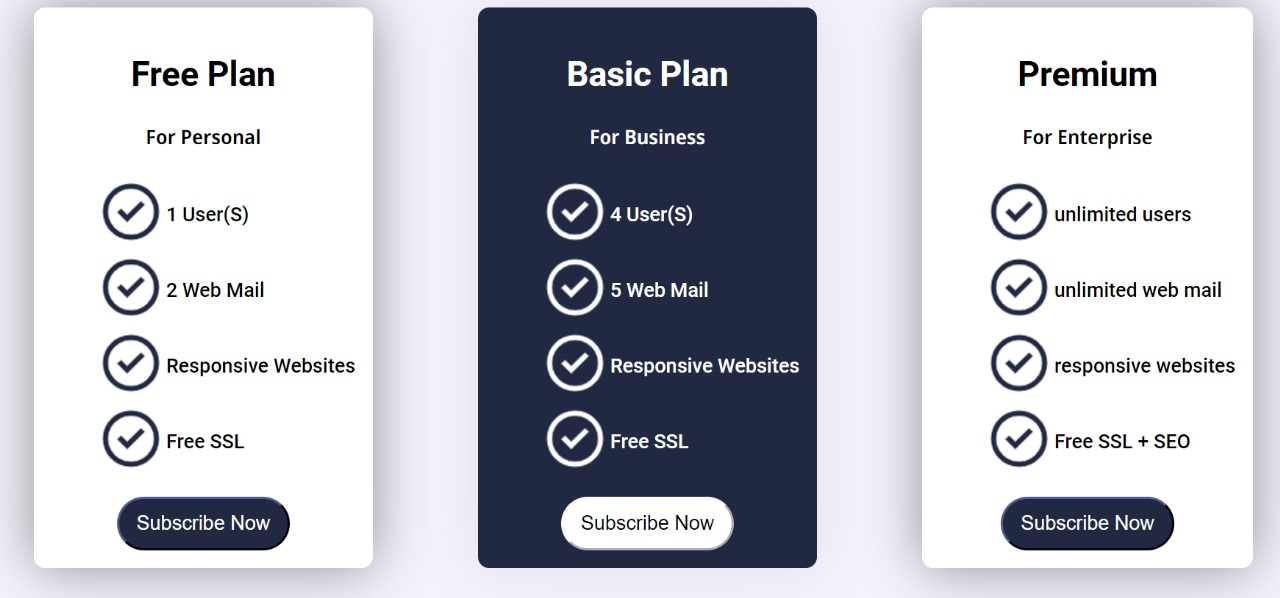 Free Plan
For Personal
1 User(S)
2 Web Mail
Responsive Websites
Free SSL
Subscribe Now
Basic Plan
For Business
4 User(S)
5 Web Mail
Responsive Websites
Free SSL
Subscribe Now
Premium
For Enterprise
unlimited users
unlimited web mail
responsive websites
Free SSL + SEO
Subscribe Now